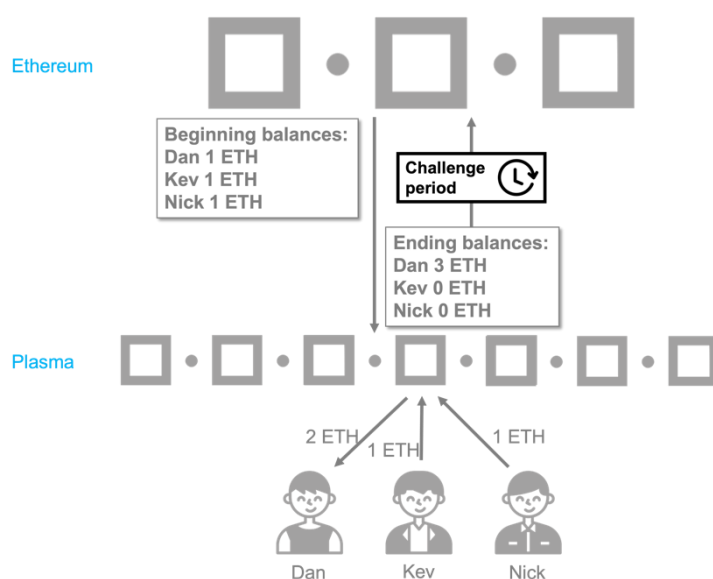 Ethereum
Beginning balances:
Dan 1 ETH
Kev 1 ETH
Nick 1 ETH
Challenge
period
Ending balances:
Dan 3 ETH
Kev 0 ETH
Nick 0 ETH
Plasma
2 ETH
1 ETH
1 ETH
Dan
Kev
Nick